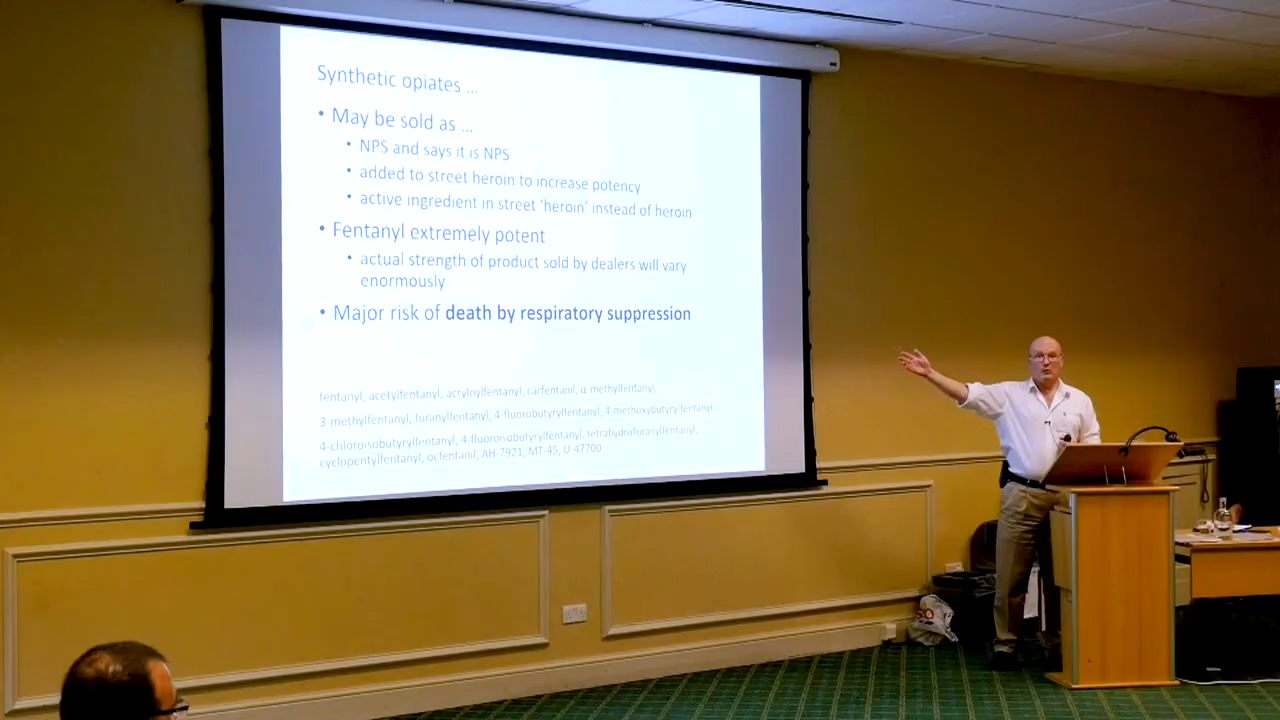 Synthetic opiates ...
• May be sold as ...
• NPS and says it is NPS
• added to street heroin to increase potency
• active ingredient in street 'heroin' instead of heroin
• Fentanyl extremely potent
• actual strength of product sold by dealers will vary
enormously
• Major risk of death by respiratory suppression
fentanyl, acetylfentanyl, acryloylfentanyl, carfentanil, α-methylfentanyl,
3-methylfentanyl, furanylfentanyl, 4-fluorobutyrylfentanyl, 4-methoxybutyrylfentanyl,
4-chloroisobutyrylfentanyl, 4-fluoroisobutyrylfentanyl, tetrahydrofuranylfentanyl,
cyclopentylfentanyl, ocfentanil, AH-7921, MT-45, U-47700